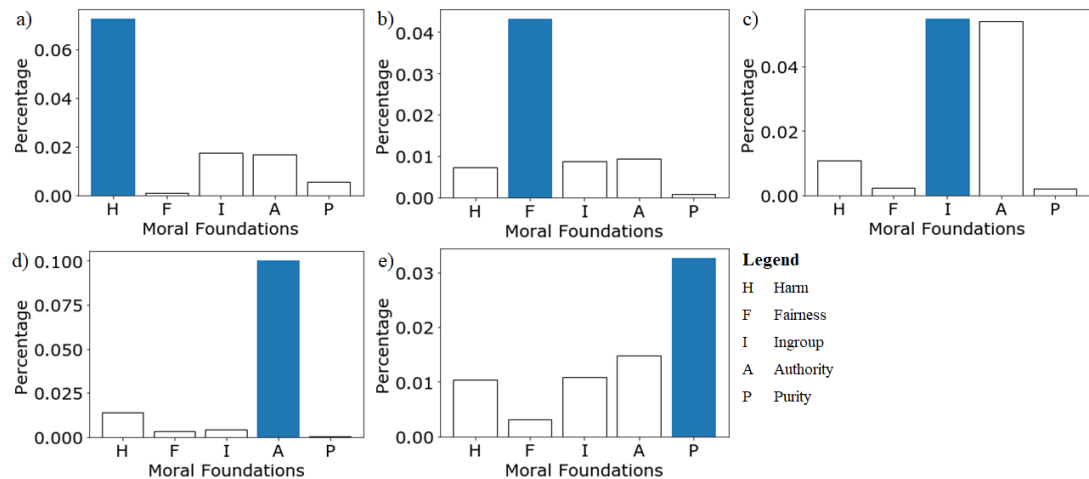 a)
Percentage
0.06
0.04
0.02
0.00
H F I A P
Moral Foundations
b)
Percentage
0.04
0.03
0.02
0.01
0.00
H F I A P
Moral Foundations
c)
Percentage
0.04
0.02
0.00
H F I A P
Moral Foundations
d)
Percentage
0.100
0.075
0.050
0.025
0.000
H F I A P
Moral Foundations
e)
Percentage
0.03
0.02
0.01
0.00
H F I A P
Moral Foundations
Legend
H Harm
F Fairness
I Ingroup
A Authority
P Purity